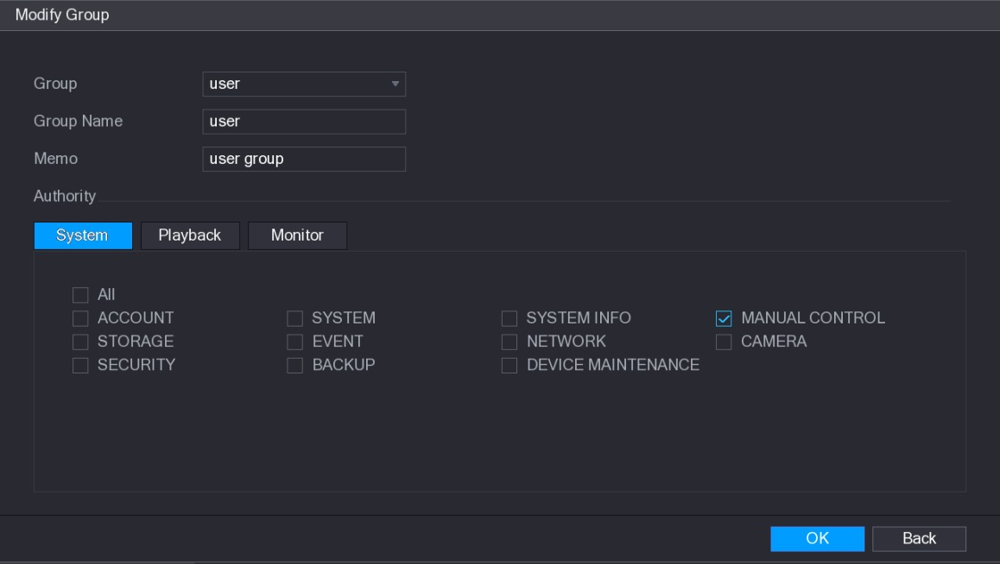 Modify Group
Group user
Group Name user
Memo user group
Authority
System Playback Monitor
All
ACCOUNT SYSTEM SYSTEM INFO MANUAL CONTROL
STORAGE EVENT NETWORK CAMERA
SECURITY BACKUP DEVICE MAINTENANCE
OK Back